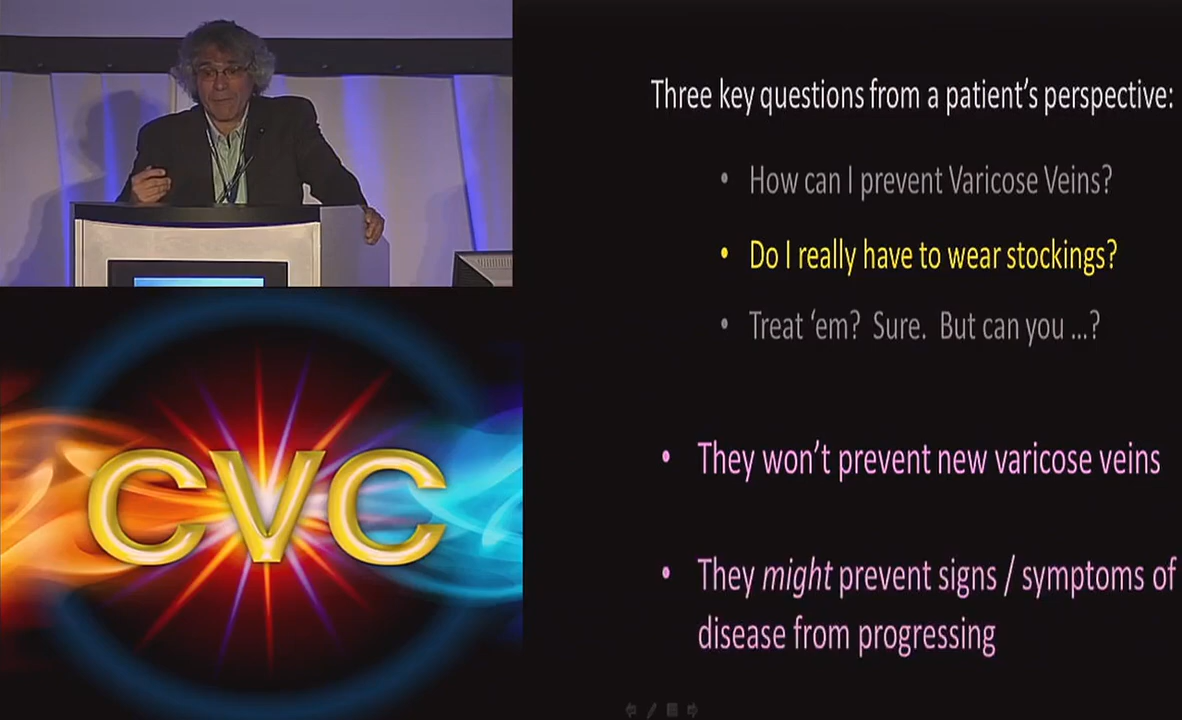 Three key questions from a patient's perspective:
• How can I prevent Varicose Veins?
• Do I really have to wear stockings?
• Treat ‘em? Sure. But can you ...?
• They won't prevent new varicose veins
• They might prevent signs / symptoms of
disease from progressing
CVC